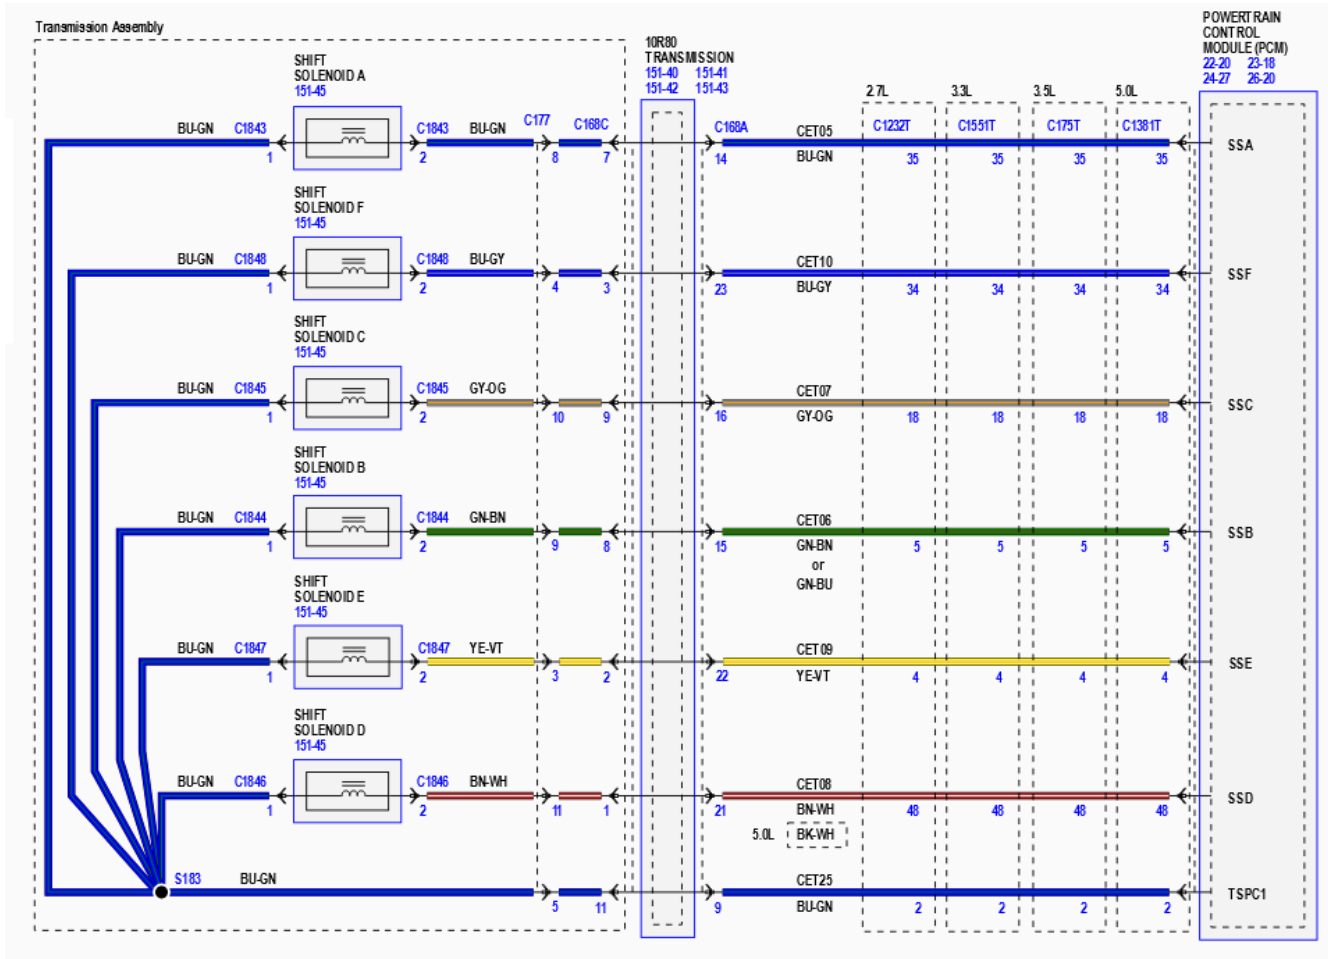 Transmission Assembly
10R80
TRANSMISSION
151-40 151-41
151-42 151-43
POWERTRAIN
CONTROL
MODULE (PCM)
22-20 23-18
24-27 26-20
2.7L 3.3L 3.5L 5.0L
SHIFT
SOLENOID A
151-45
BU-GN C1843 C1843 BU-GN C177 C168C C168A CET05 C1232T C1551T C175T C1381T
SSA
1 2 8 7 14 BU-GN 35 35 35 35
SHIFT
SOLENOID F
151-45
BU-GN C1848 C1848 BU-GY CET10
SSF
1 2 4 3 23 BU-GY 34 34 34 34
SHIFT
SOLENOID C
151-45
BU-GN C1845 C1845 GY-OG CET07
SSC
1 2 10 9 16 GY-OG 18 18 18 18
SHIFT
SOLENOID B
151-45
BU-GN C1844 C1844 GN-BN CET06
SSB
1 2 9 8 15 GN-BN 5 5 5 5
or
GN-BU
SHIFT
SOLENOID E
151-45
BU-GN C1847 C1847 YE-VT CET09
SSE
1 2 3 2 22 YE-VT 4 4 4 4
SHIFT
SOLENOID D
151-45
BU-GN C1846 C1846 BN-WH CET08
SSD
1 2 11 1 21 BN-WH 48 48 48 48
5.0L BK-WH
S183 BU-GN CET25
TSPC1
5 11 9 BU-GN 2 2 2 2